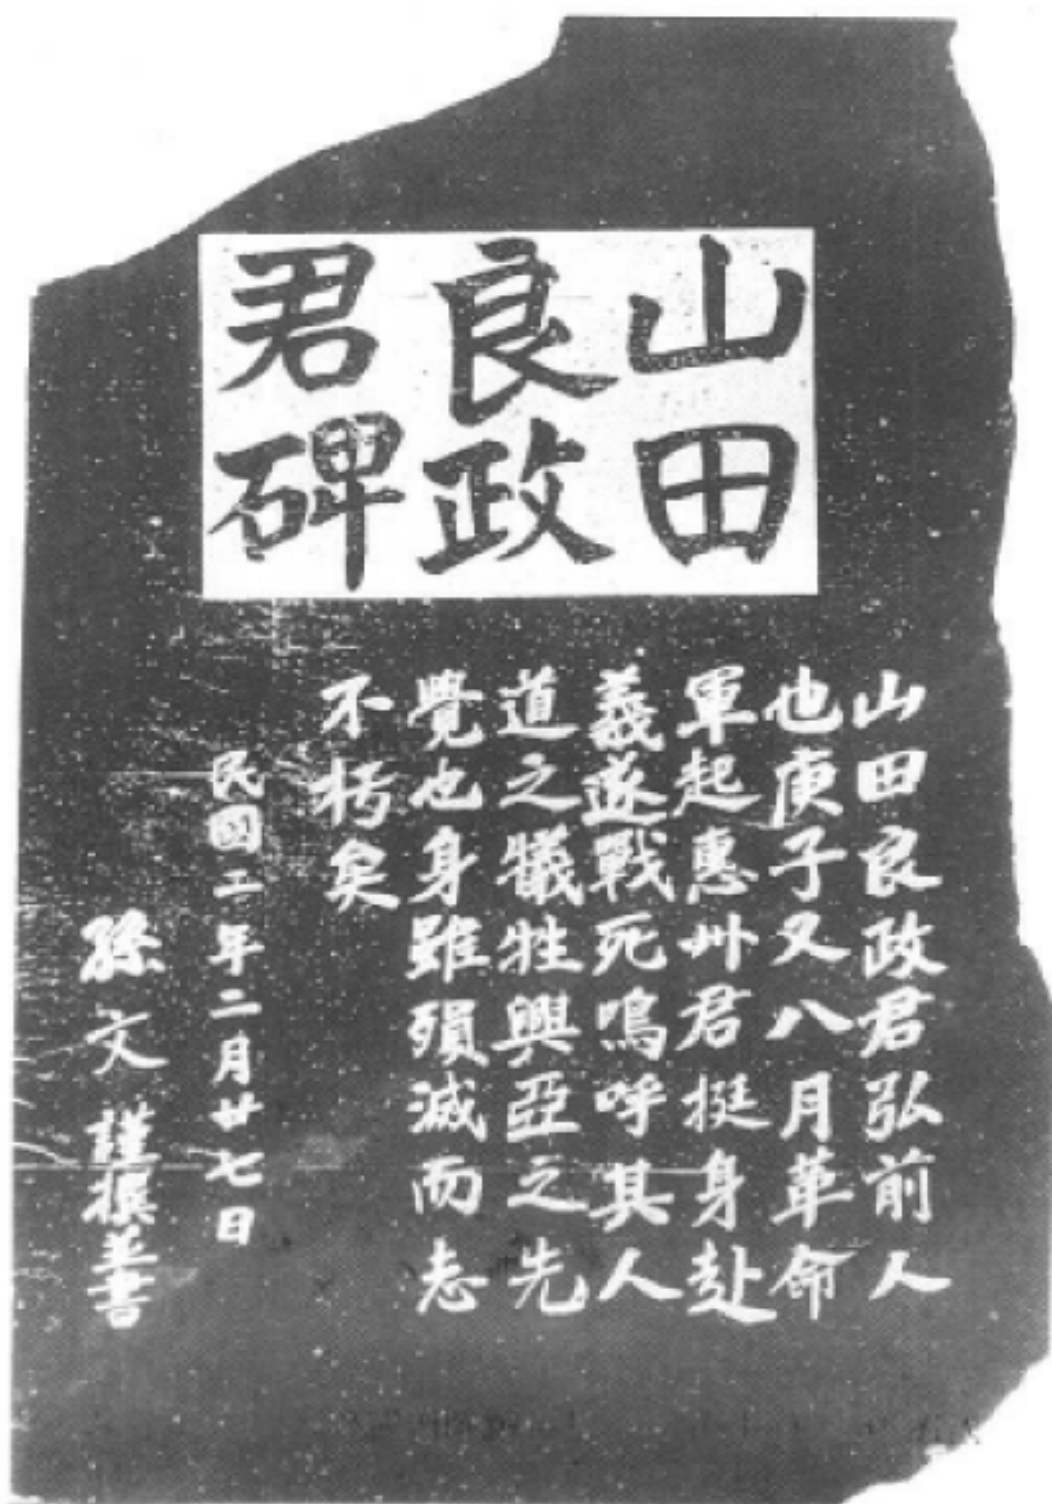 山田
良政
君碑
山田良政君弘前人
也庚子又八月革命
軍起惠州君挺身赴
義遂戰死嗚呼其人
道之犧牲興亞之先
覺也身雖殞滅而志
不朽矣
民國二年二月廿七日
孫文謹撰並書